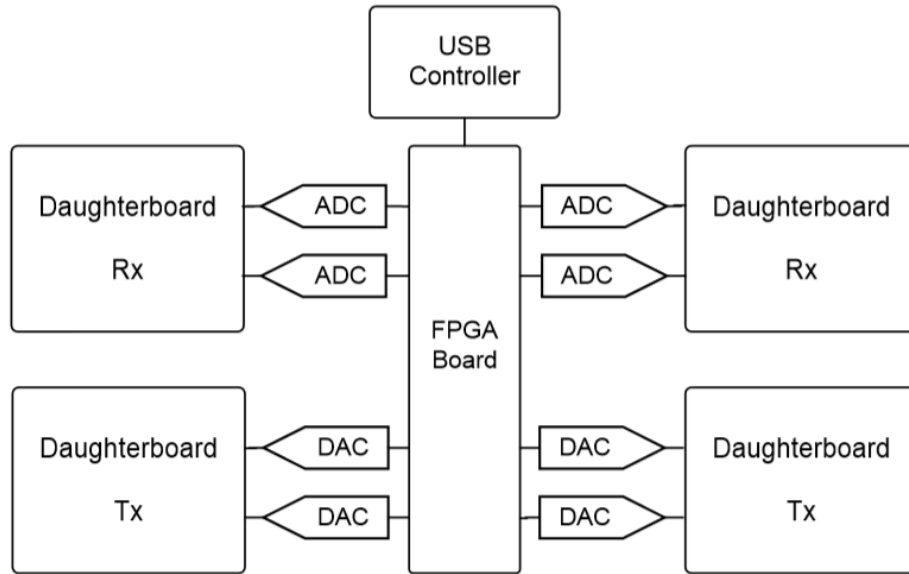 USB
Controller
Daughterboard
Rx
ADC
ADC
FPGA
Board
ADC
ADC
Daughterboard
Rx
Daughterboard
Tx
DAC
DAC
DAC
DAC
Daughterboard
Tx